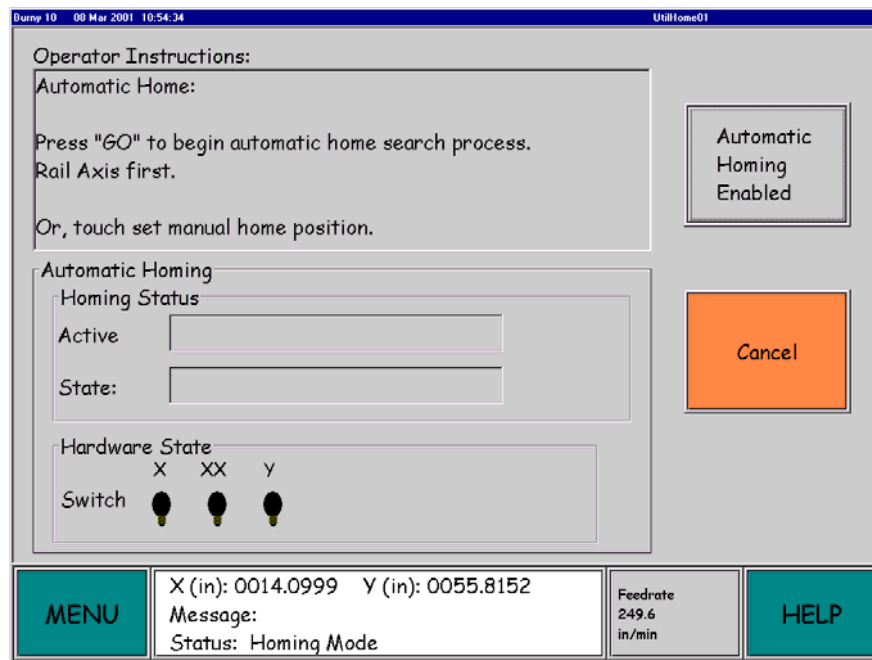 Burny 10 08 Mar 2001 10:54:34 UtilHome01
Operator Instructions:
Automatic Home:
Press "GO" to begin automatic home search process.
Rail Axis first.
Or, touch set manual home position.
Automatic
Homing
Enabled
Automatic Homing
Homing Status
Active
State:
Cancel
Hardware State
X XX Y
Switch
MENU
X (in): 0014.0999 Y (in): 0055.8152
Message:
Status: Homing Mode
Feedrate
249.6
in/min
HELP